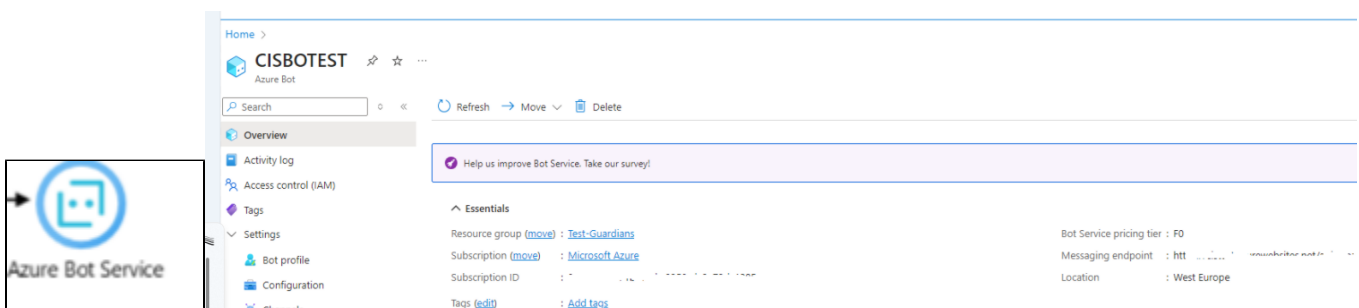 Home >
CISBOTEST
Azure Bot
Search
Refresh Move Delete
Overview
Activity log
Access control (IAM)
Tags
Settings
Bot profile
Configuration
Help us improve Bot Service. Take our survey!
Essentials
Resource group (move) : Test-Guardians
Subscription (move) : Microsoft Azure
Subscription ID :
Tags (edit) : Add tags
Bot Service pricing tier : F0
Messaging endpoint : htt
Location : West Europe
Azure Bot Service